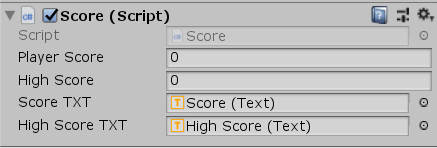 Score (Script)
Script Score
Player Score 0
High Score 0
Score TXT Score (Text)
High Score TXT High Score (Text)